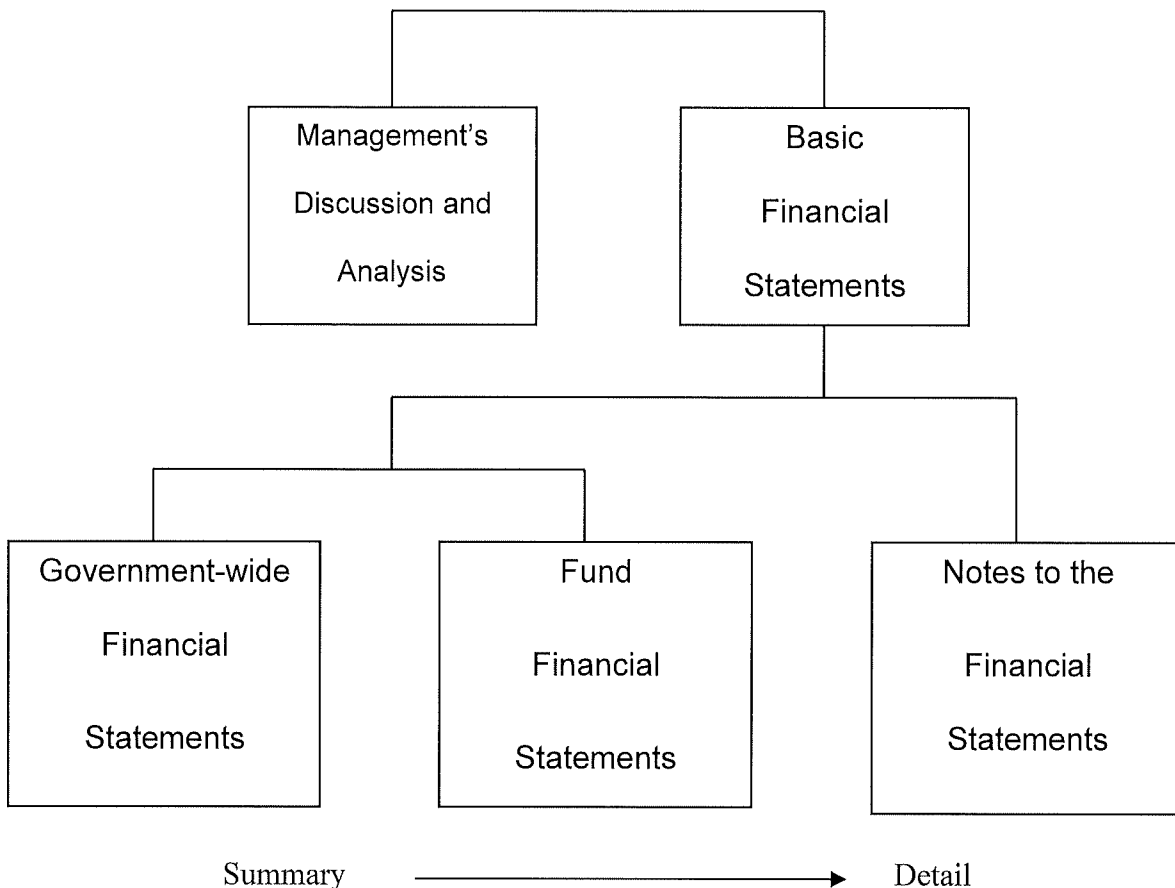 Management’s
Discussion and
Analysis
Basic
Financial
Statements
Government-wide
Financial
Statements
Fund
Financial
Statements
Notes to the
Financial
Statements
Summary
Detail